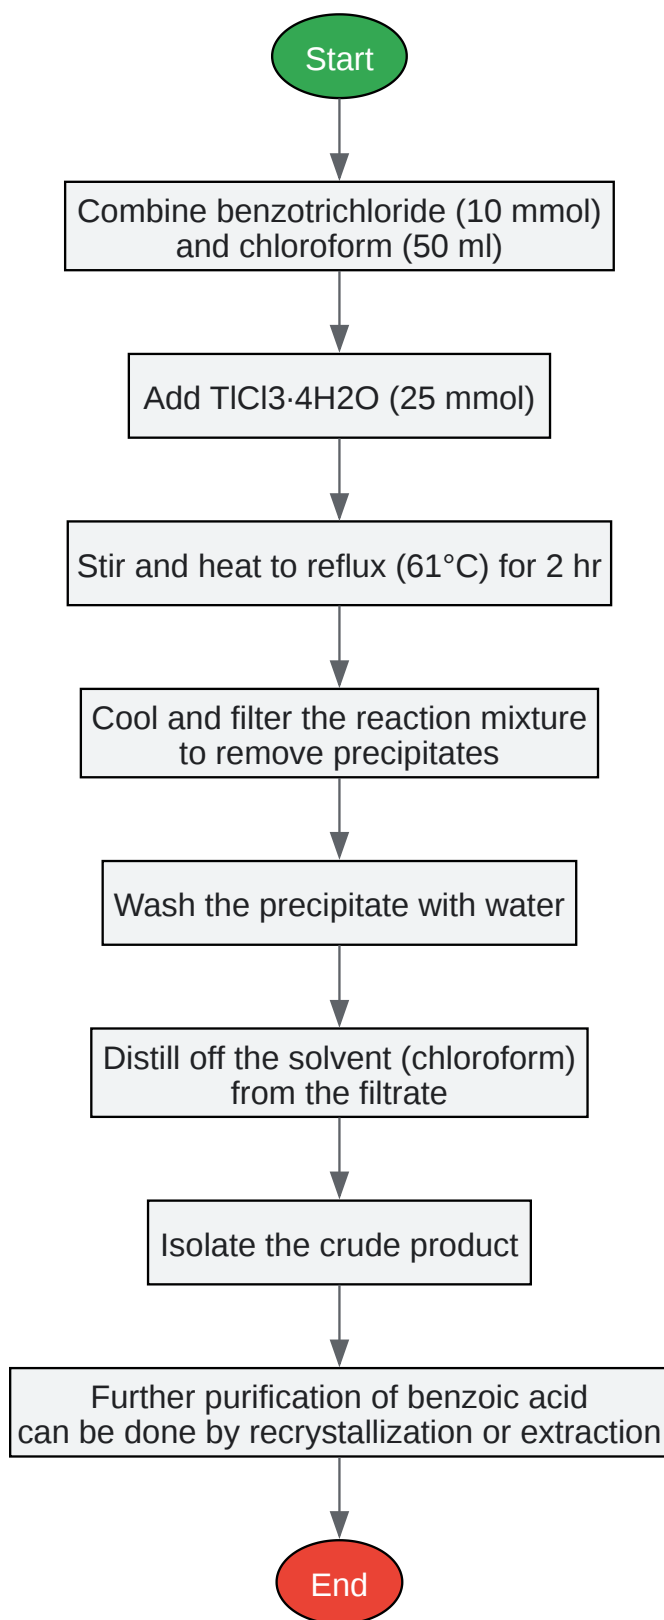 Start
Combine benzotrichloride (10 mmol)
and chloroform (50 ml)
Add TlCl3·4H2O (25 mmol)
Stir and heat to reflux (61°C) for 2 hr
Cool and filter the reaction mixture
to remove precipitates
Wash the precipitate with water
Distill off the solvent (chloroform)
from the filtrate
Isolate the crude product
Further purification of benzoic acid
can be done by recrystallization or extraction
End